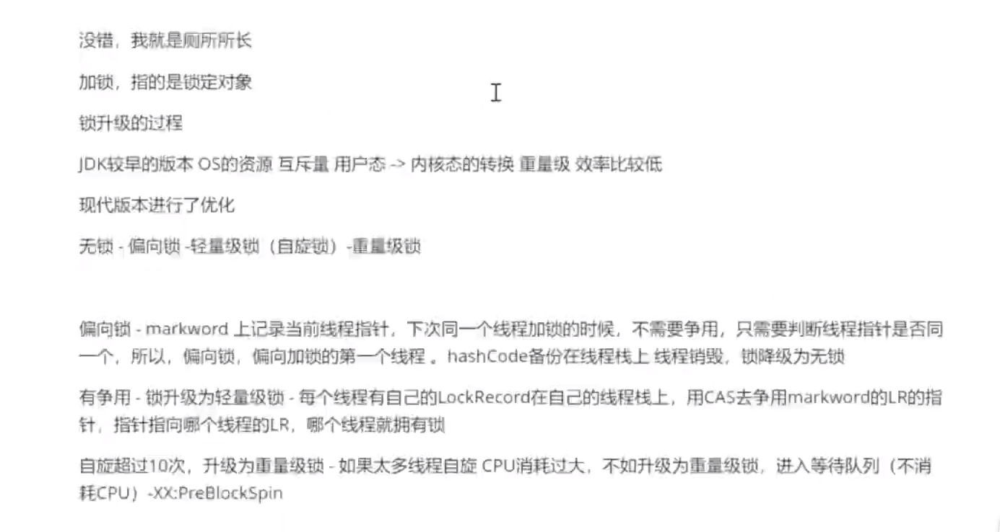 没错，我就是厕所所长
加锁，指的是锁定对象
锁升级的过程
JDK较早的版本 OS的资源 互斥量 用户态 -> 内核态的转换 重量级 效率比较低
现代版本进行了优化
无锁 - 偏向锁 -轻量级锁（自旋锁）-重量级锁
偏向锁 - markword 上记录当前线程指针，下次同一个线程加锁的时候，不需要争用，只需要判断线程指针是否同
一个，所以，偏向锁，偏向加锁的第一个线程 。hashCode备份在线程栈上 线程销毁，锁降级为无锁
有争用 - 锁升级为轻量级锁 - 每个线程有自己的LockRecord在自己的线程栈上，用CAS去争用markword的LR的指
针，指针指向哪个线程的LR，哪个线程就拥有锁
自旋超过10次，升级为重量级锁 - 如果太多线程自旋 CPU消耗过大，不如升级为重量级锁，进入等待队列（不消
耗CPU）-XX:PreBlockSpin